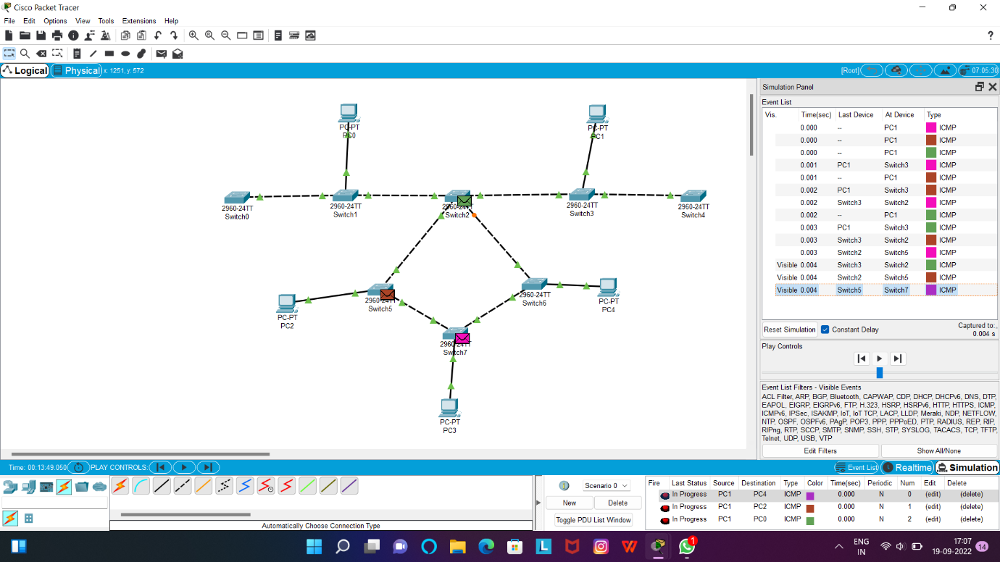 Cisco Packet Tracer
File Edit Options View Tools Extensions Help
?
Logical Physical x: 1251, y: 572 [Root] 07:05:30
Simulation Panel
Event List
Vis. Time(sec) Last Device At Device Type
0.000 -- PC1 ICMP
0.000 -- PC1 ICMP
0.000 -- PC1 ICMP
0.001 PC1 Switch3 ICMP
0.001 -- PC1 ICMP
0.002 PC1 Switch3 ICMP
0.002 Switch3 Switch2 ICMP
0.002 -- PC1 ICMP
0.003 PC1 Switch3 ICMP
0.003 Switch3 Switch2 ICMP
0.003 Switch2 Switch5 ICMP
Visible 0.004 Switch3 Switch2 ICMP
Visible 0.004 Switch2 Switch5 ICMP
Visible 0.004 Switch5 Switch7 ICMP
Reset Simulation Constant Delay Captured to:
0.004 s
Play Controls
Event List Filters - Visible Events
ACL Filter, ARP, BGP, Bluetooth, CAPWAP, CDP, DHCP, DHCPv6, DNS, DTP,
EAPOL, EIGRP, EIGRPv6, FTP, H.323, HSRP, HSRPv6, HTTP, HTTPS, ICMP,
ICMPv6, IPSec, ISAKMP, IoT, IoT TCP, LACP, LLDP, Meraki, NDP, NETFLOW,
NTP, OSPF, OSPFv6, PAgP, POP3, PPP, PPPoED, PTP, RADIUS, REP, RIP,
RIPng, RTP, SCCP, SMTP, SNMP, SSH, STP, SYSLOG, TACACS, TCP, TFTP,
Telnet, UDP, USB, VTP
Edit Filters Show All/None
PC-PT
PC0
PC-PT
PC1
2960-24TT
Switch0
2960-24TT
Switch1
2960-24TT
Switch2
2960-24TT
Switch3
2960-24TT
Switch4
2960-24TT
Switch5
2960-24TT
Switch6
PC-PT
PC2
PC-PT
PC4
2960-24TT
Switch7
PC-PT
PC3
Time: 00:13:49.050 PLAY CONTROLS: Event List Realtime Simulation
Scenario 0
New Delete
Toggle PDU List Window
Fire Last Status Source Destination Type Color Time(sec) Periodic Num Edit Delete
In Progress PC1 PC4 ICMP 0.000 N 0 (edit) (delete)
In Progress PC1 PC2 ICMP 0.000 N 1 (edit) (delete)
In Progress PC1 PC0 ICMP 0.000 N 2 (edit) (delete)
Automatically Choose Connection Type
L
W
1
ENG
IN
17:07
19-09-2022
14